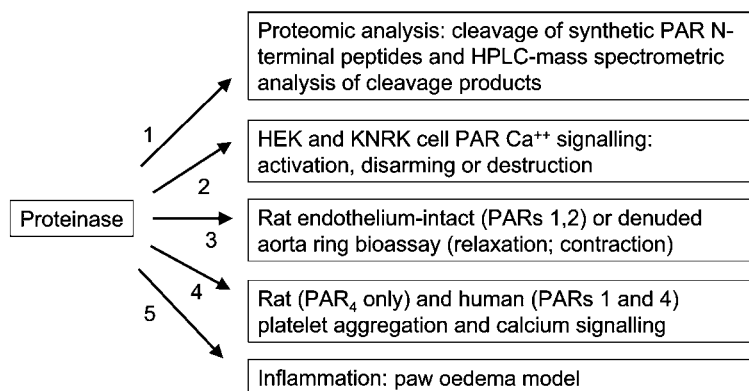 Proteomic analysis: cleavage of synthetic PAR N-
terminal peptides and HPLC-mass spectrometric
analysis of cleavage products
1
HEK and KNRK cell PAR Ca⁺⁺ signalling:
activation, disarming or destruction
2
Proteinase
Rat endothelium-intact (PARs 1,2) or denuded
aorta ring bioassay (relaxation; contraction)
3
Rat (PAR₄ only) and human (PARs 1 and 4)
platelet aggregation and calcium signalling
4
5
Inflammation: paw oedema model